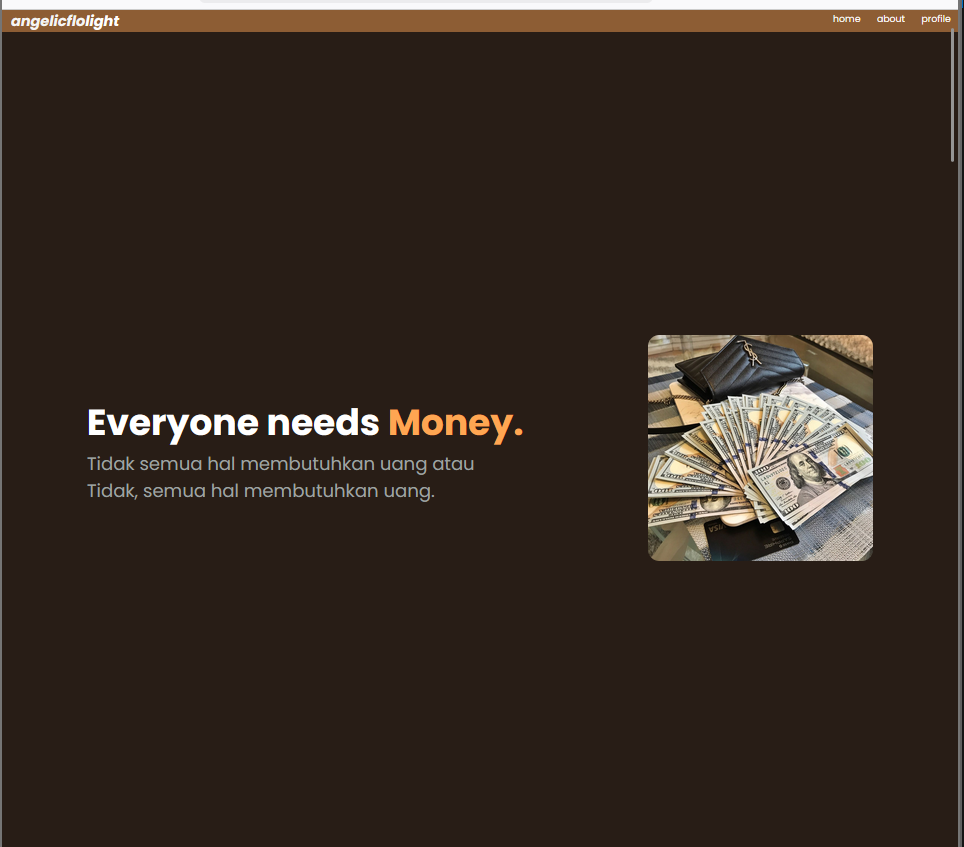 angelicflolight
home about profile
Everyone needs Money.
Tidak semua hal membutuhkan uang atau
Tidak, semua hal membutuhkan uang.